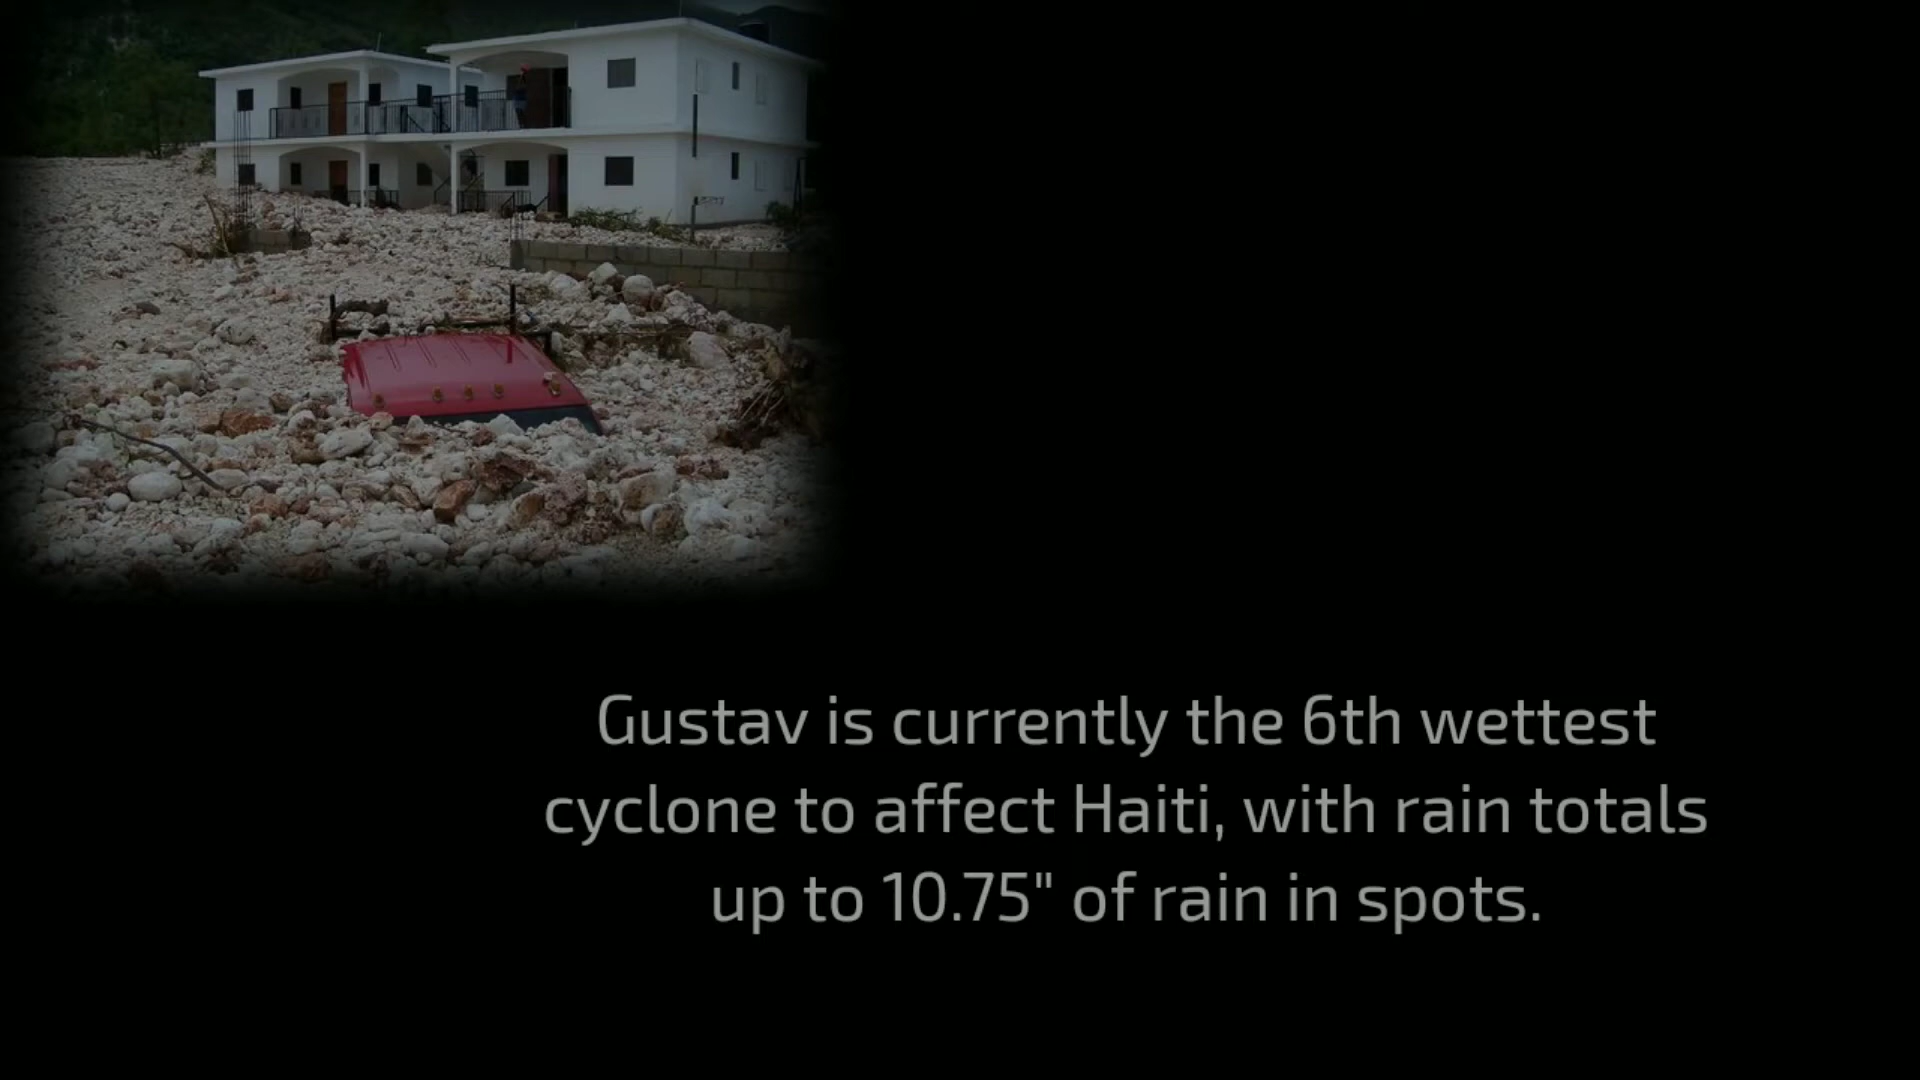 Gustav is currently the 6th wettest
cyclone to affect Haiti, with rain totals
up to 10.75" of rain in spots.